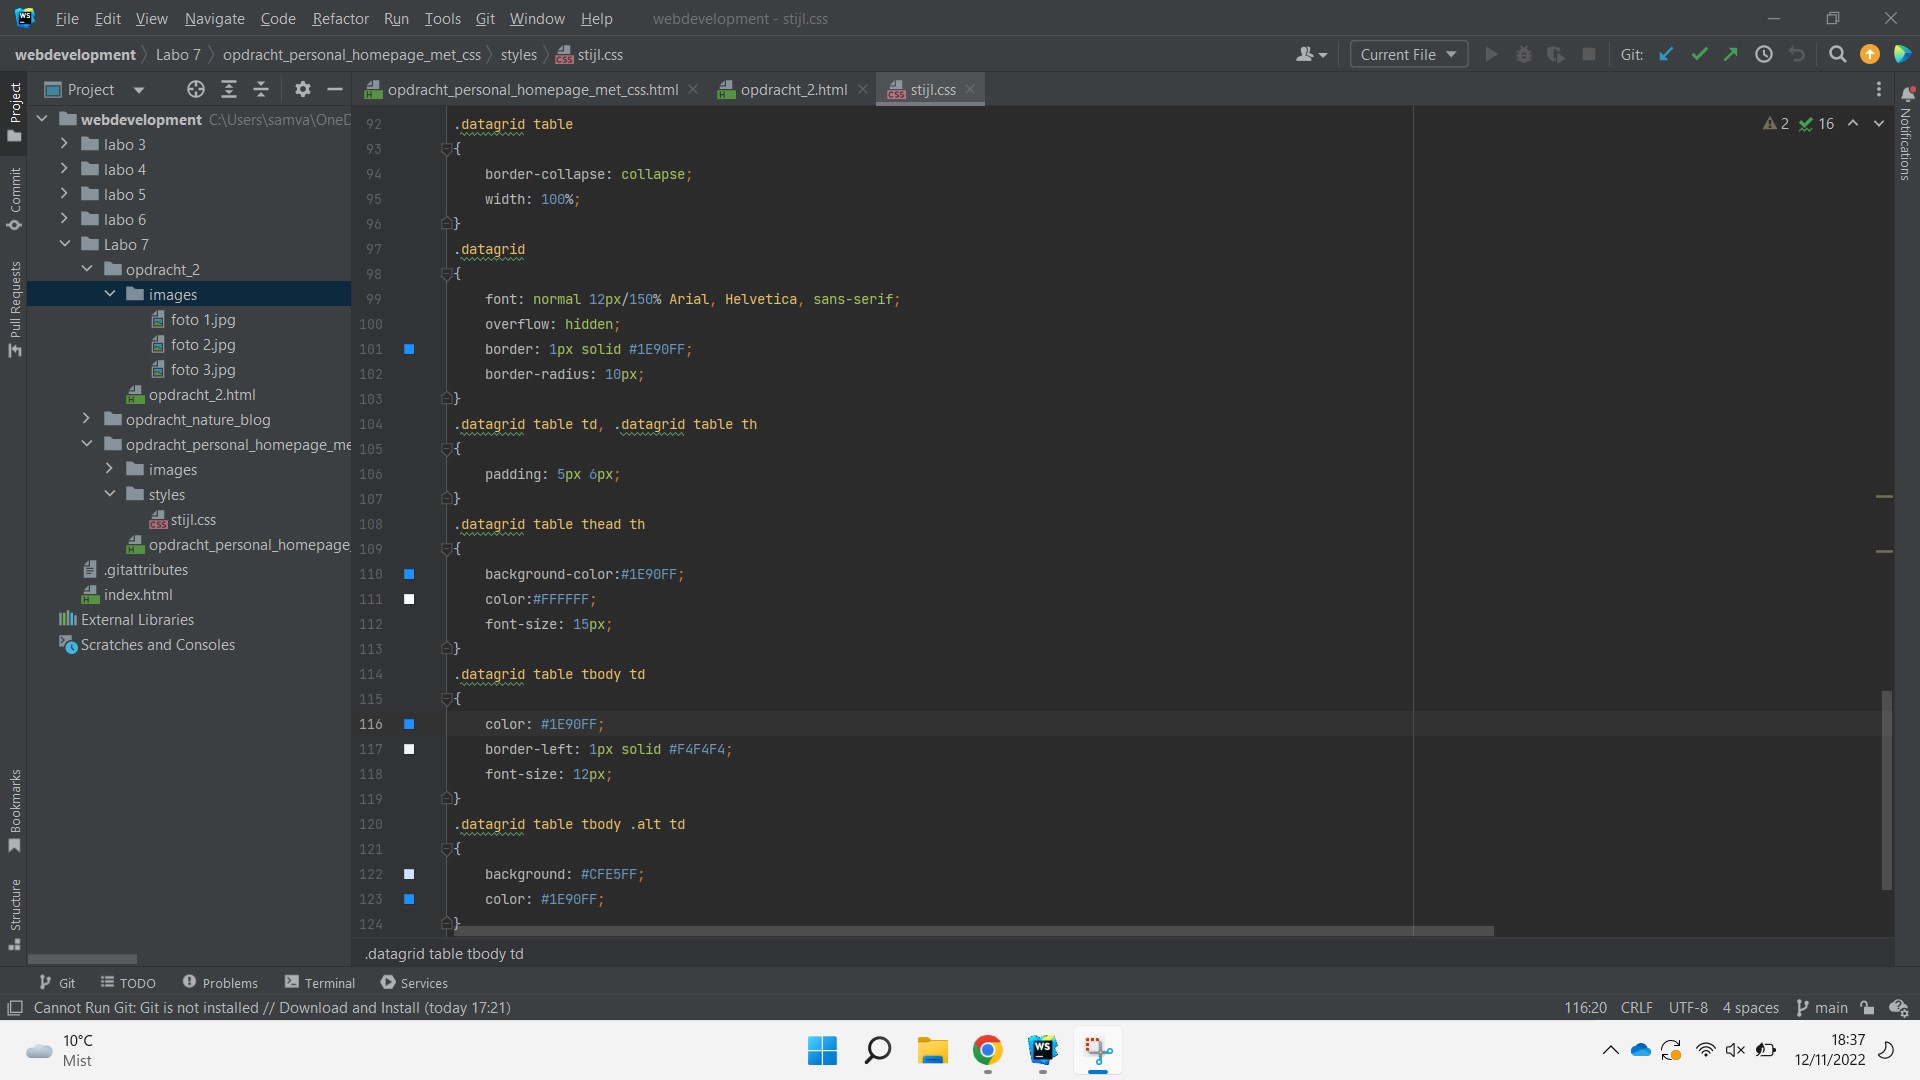 File Edit View Navigate Code Refactor Run Tools Git Window Help webdevelopment - stijl.css
webdevelopment Labo 7 opdracht_personal_homepage_met_css styles stijl.css Current File Git:
Project opdracht_personal_homepage_met_css.html opdracht_2.html stijl.css
Project
Commit
Pull Requests
Bookmarks
Structure
Notifications
webdevelopment C:\Users\samva\OneD
labo 3
labo 4
labo 5
labo 6
Labo 7
opdracht_2
images
foto 1.jpg
foto 2.jpg
foto 3.jpg
opdracht_2.html
opdracht_nature_blog
opdracht_personal_homepage_me
images
styles
stijl.css
opdracht_personal_homepage_
.gitattributes
index.html
External Libraries
Scratches and Consoles
2 16
92 .datagrid table
93 {
94 border-collapse: collapse;
95 width: 100%;
96 }
97 .datagrid
98 {
99 font: normal 12px/150% Arial, Helvetica, sans-serif;
100 overflow: hidden;
101 border: 1px solid #1E90FF;
102 border-radius: 10px;
103 }
104 .datagrid table td, .datagrid table th
105 {
106 padding: 5px 6px;
107 }
108 .datagrid table thead th
109 {
110 background-color:#1E90FF;
111 color:#FFFFFF;
112 font-size: 15px;
113 }
114 .datagrid table tbody td
115 {
116 color: #1E90FF;
117 border-left: 1px solid #F4F4F4;
118 font-size: 12px;
119 }
120 .datagrid table tbody .alt td
121 {
122 background: #CFE5FF;
123 color: #1E90FF;
124 }
.datagrid table tbody td
Git TODO Problems Terminal Services
Cannot Run Git: Git is not installed // Download and Install (today 17:21) 116:20 CRLF UTF-8 4 spaces main
10°C
Mist
18:37
12/11/2022